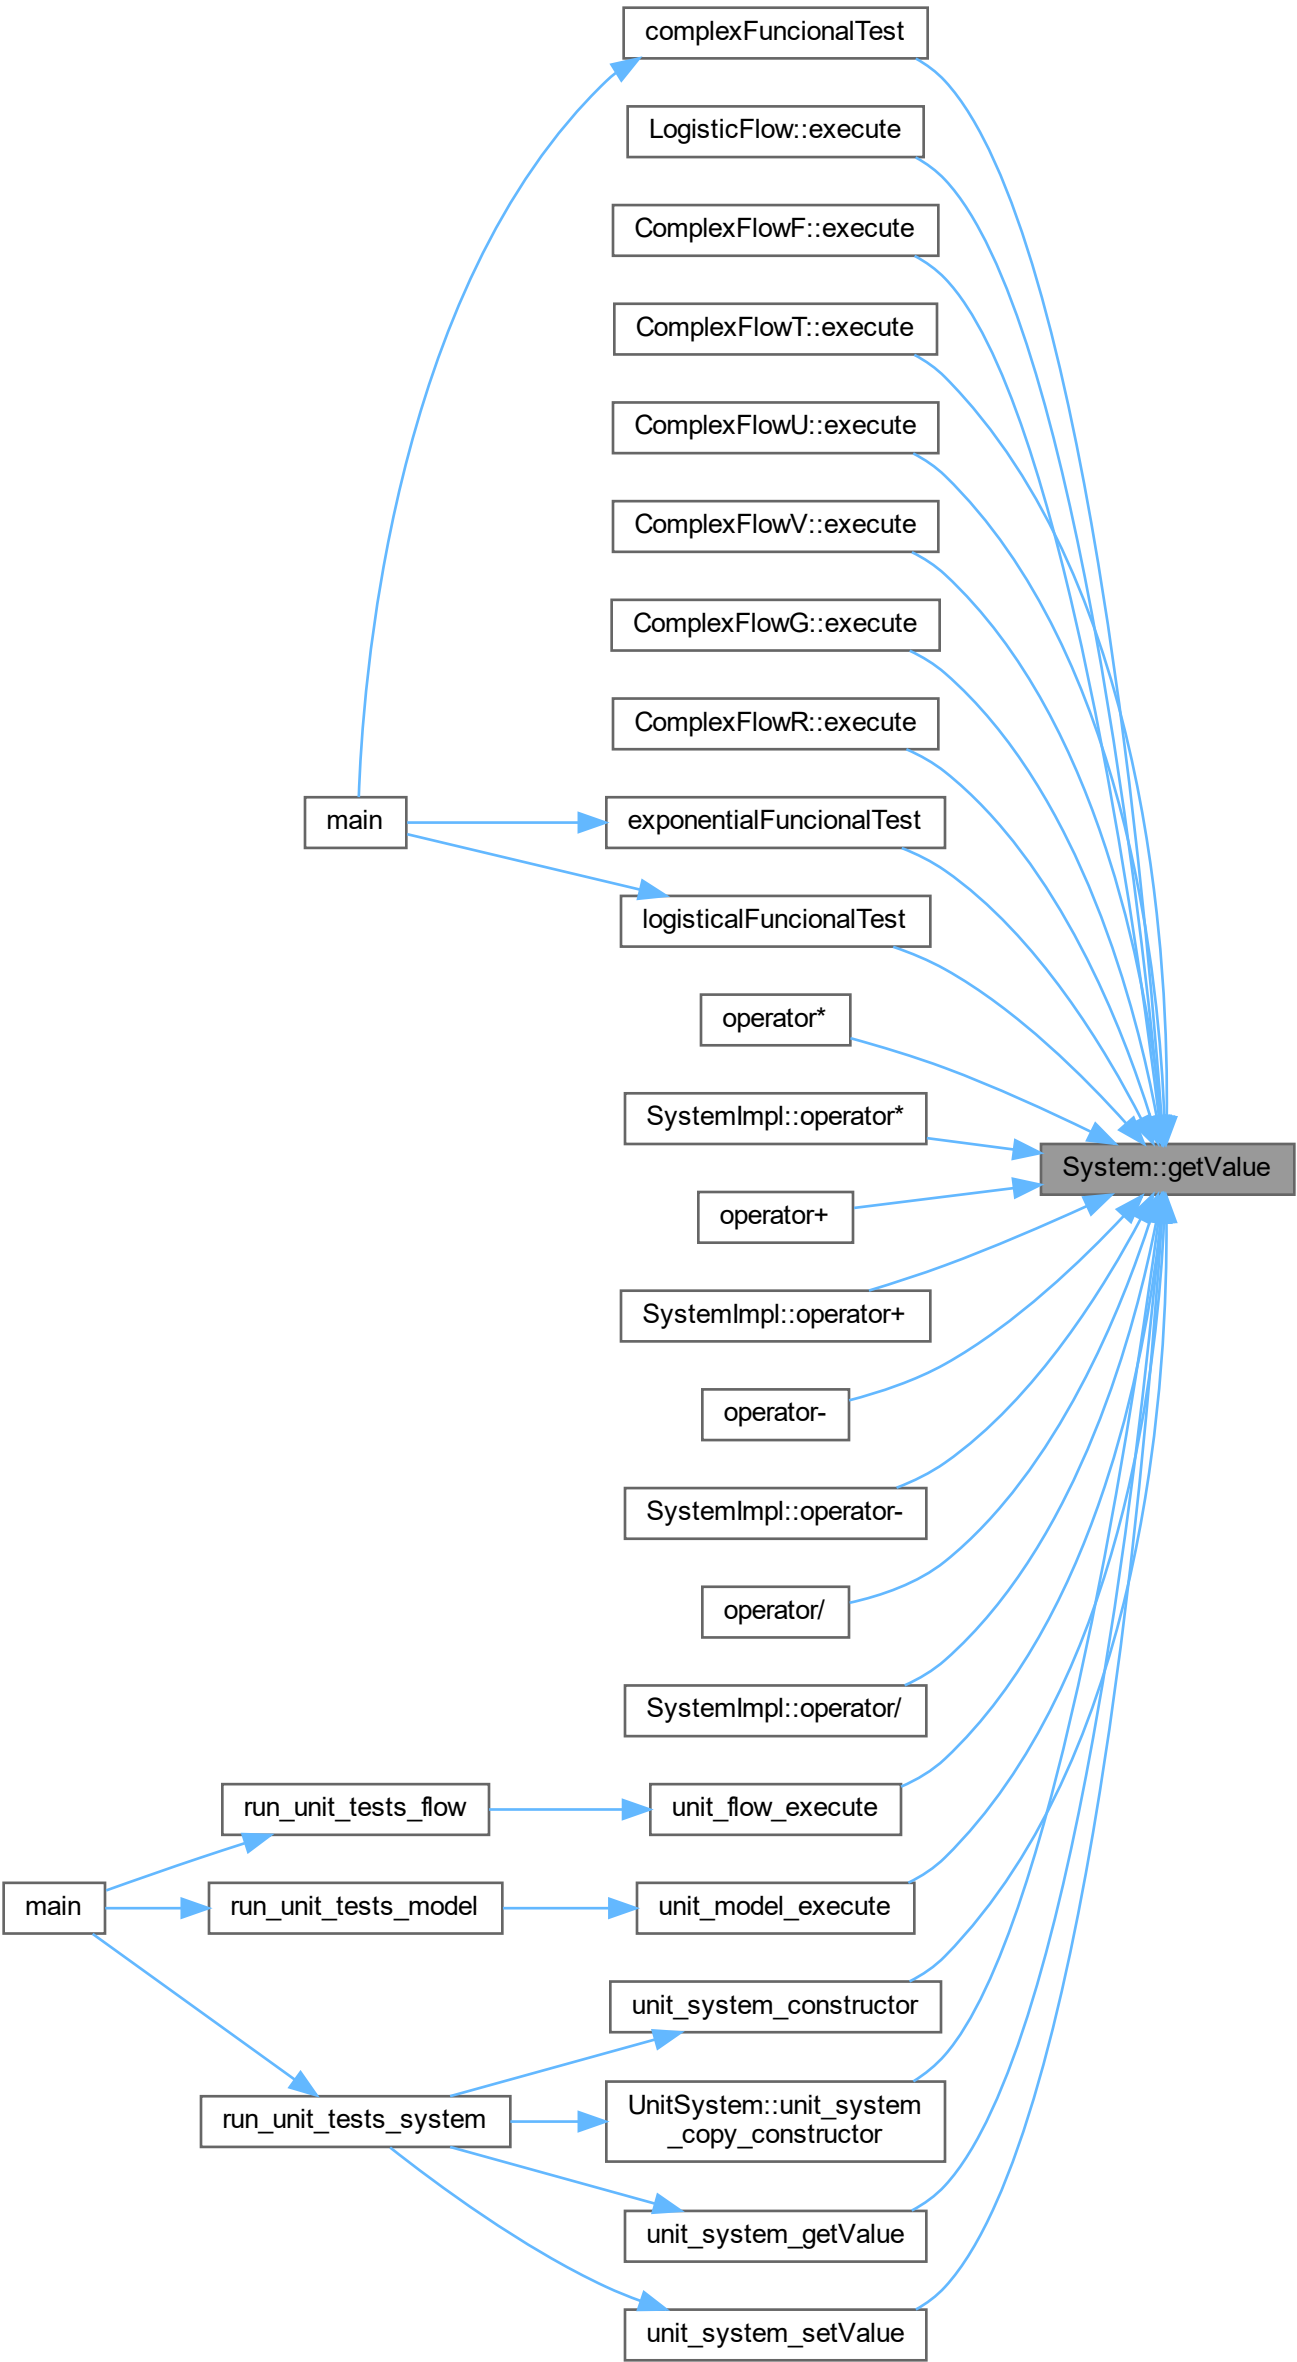 complexFuncionalTest
LogisticFlow::execute
ComplexFlowF::execute
ComplexFlowT::execute
ComplexFlowU::execute
ComplexFlowV::execute
ComplexFlowG::execute
ComplexFlowR::execute
main
exponentialFuncionalTest
logisticalFuncionalTest
operator*
SystemImpl::operator*
System::getValue
operator+
SystemImpl::operator+
operator-
SystemImpl::operator-
operator/
SystemImpl::operator/
run_unit_tests_flow
unit_flow_execute
main
run_unit_tests_model
unit_model_execute
unit_system_constructor
run_unit_tests_system
UnitSystem::unit_system
_copy_constructor
unit_system_getValue
unit_system_setValue